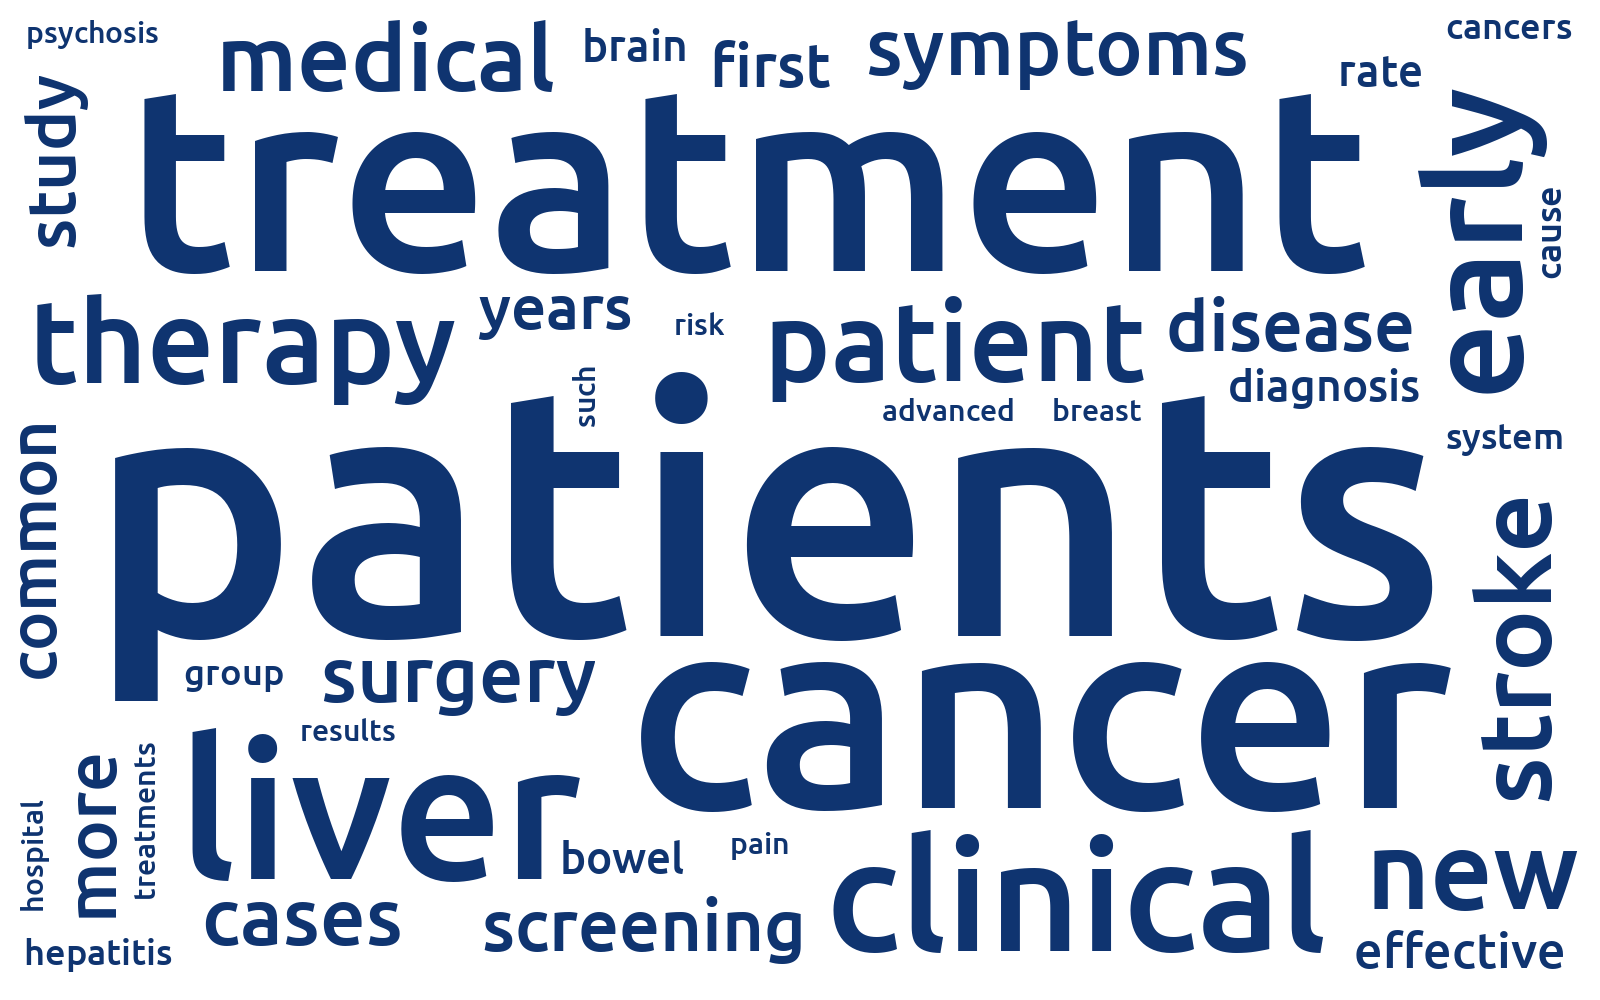 psychosis
medical
brain
first
symptoms
cancers
rate
study
treatment
early
cause
therapy
years
risk
patient
disease
such
diagnosis
advanced
breast
common
patients
system
stroke
group
surgery
cancer
results
liver
more
treatments
hospital
bowel
pain
clinical
new
cases
screening
hepatitis
effective